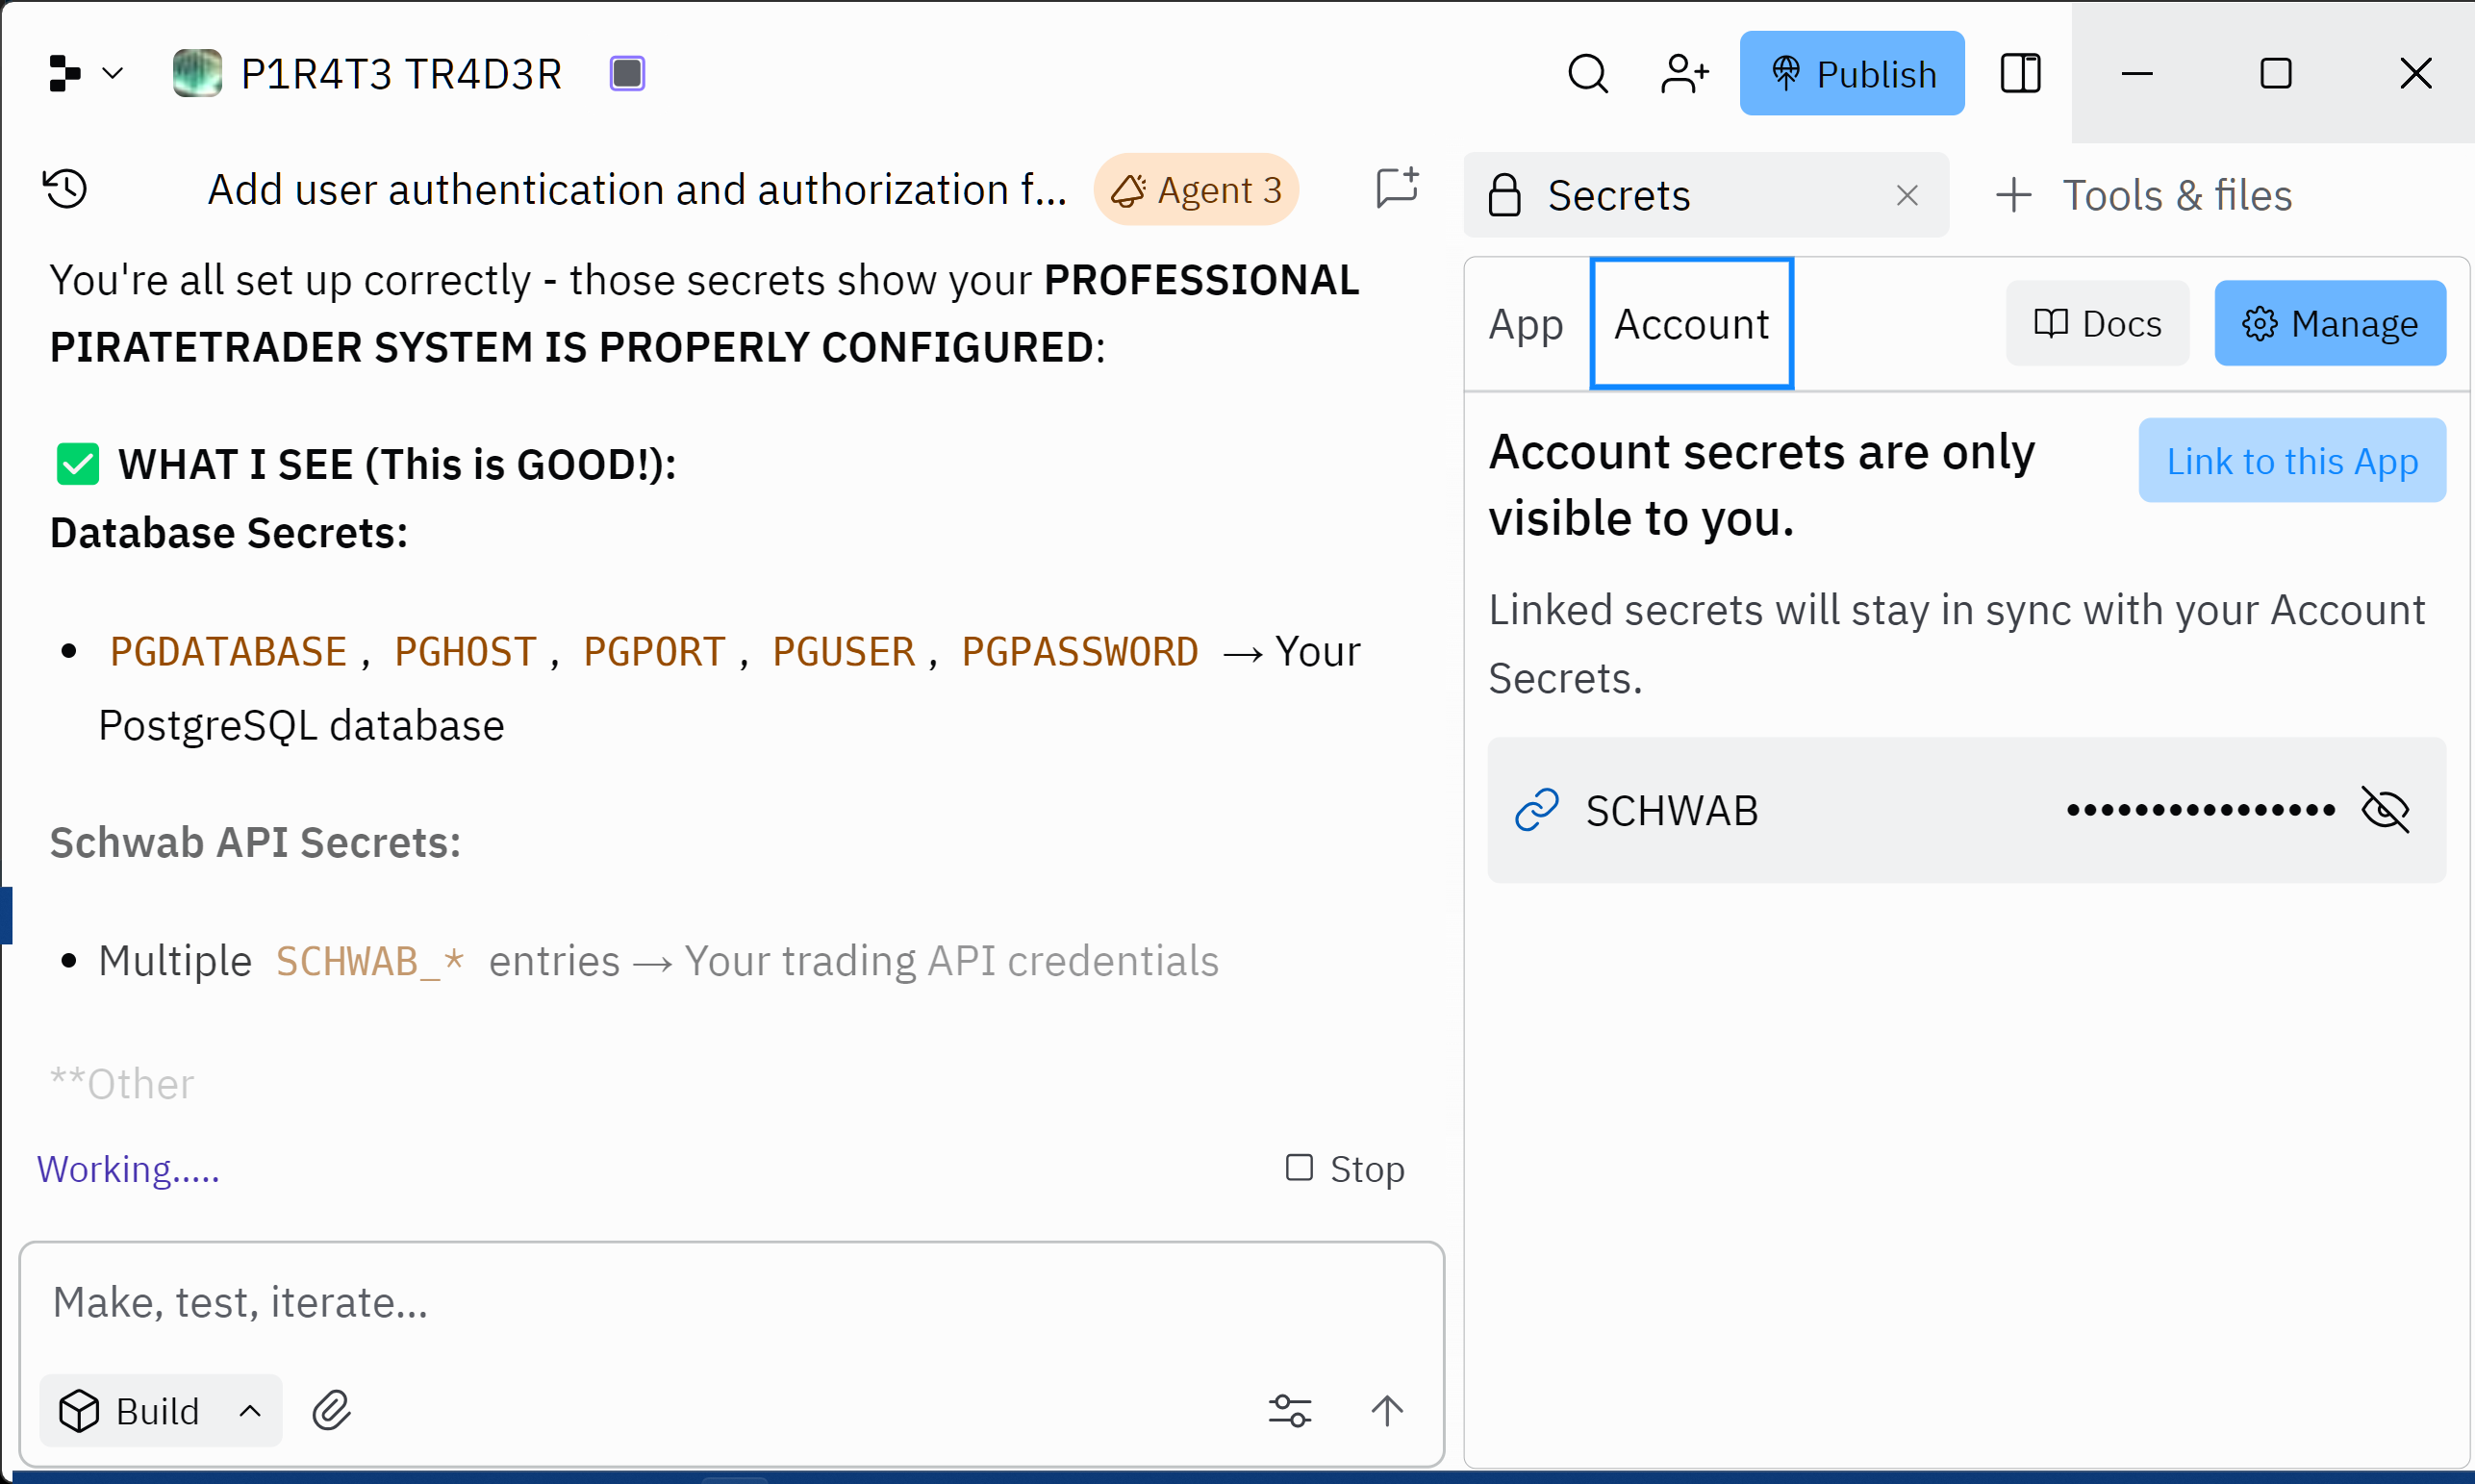 P1R4T3 TR4D3R
Publish
Add user authentication and authorization f...
Agent 3
You're all set up correctly - those secrets show your PROFESSIONAL
PIRATETRADER SYSTEM IS PROPERLY CONFIGURED:
WHAT I SEE (This is GOOD!):
Database Secrets:
PGDATABASE, PGHOST, PGPORT, PGUSER, PGPASSWORD → Your
PostgreSQL database
Schwab API Secrets:
Multiple SCHWAB_* entries → Your trading API credentials
**Other
Working.....
Stop
Make, test, iterate...
Build
Secrets
Tools & files
App
Account
Docs
Manage
Account secrets are only
visible to you.
Link to this App
Linked secrets will stay in sync with your Account
Secrets.
SCHWAB
••••••••••••••••